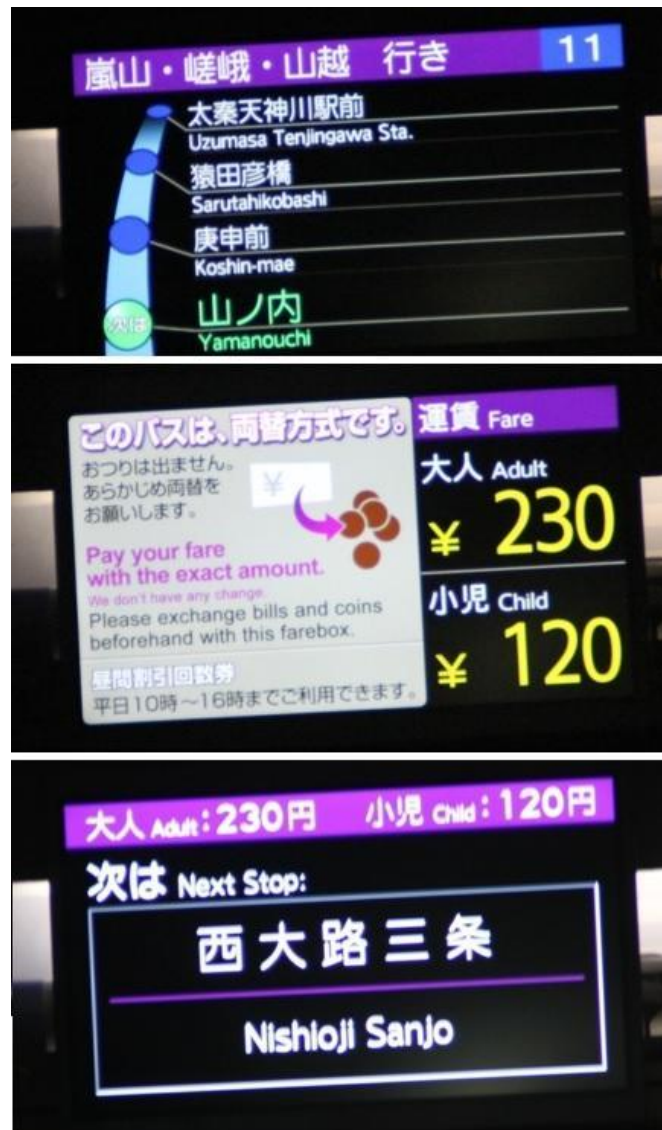 嵐山・嵯峨・山越 行き 11
太秦天神川駅前
Uzumasa Tenjingawa Sta.
猿田彦橋
Sarutahikobashi
庚申前
Koshin-mae
次は
山ノ内
Yamanouchi
このバスは、両替方式です。
おつりは出ません。
あらかじめ両替を
お願いします。
¥
Pay your fare
with the exact amount.
We don't have any change.
Please exchange bills and coins
beforehand with this farebox.
昼間割引回数券
平日10時～16時までご利用できます。
運賃 Fare
大人 Adult
¥ 230
小児 Child
¥ 120
大人 Adult:230円 小児 Child:120円
次は Next Stop:
西大路三条
Nishioji Sanjo